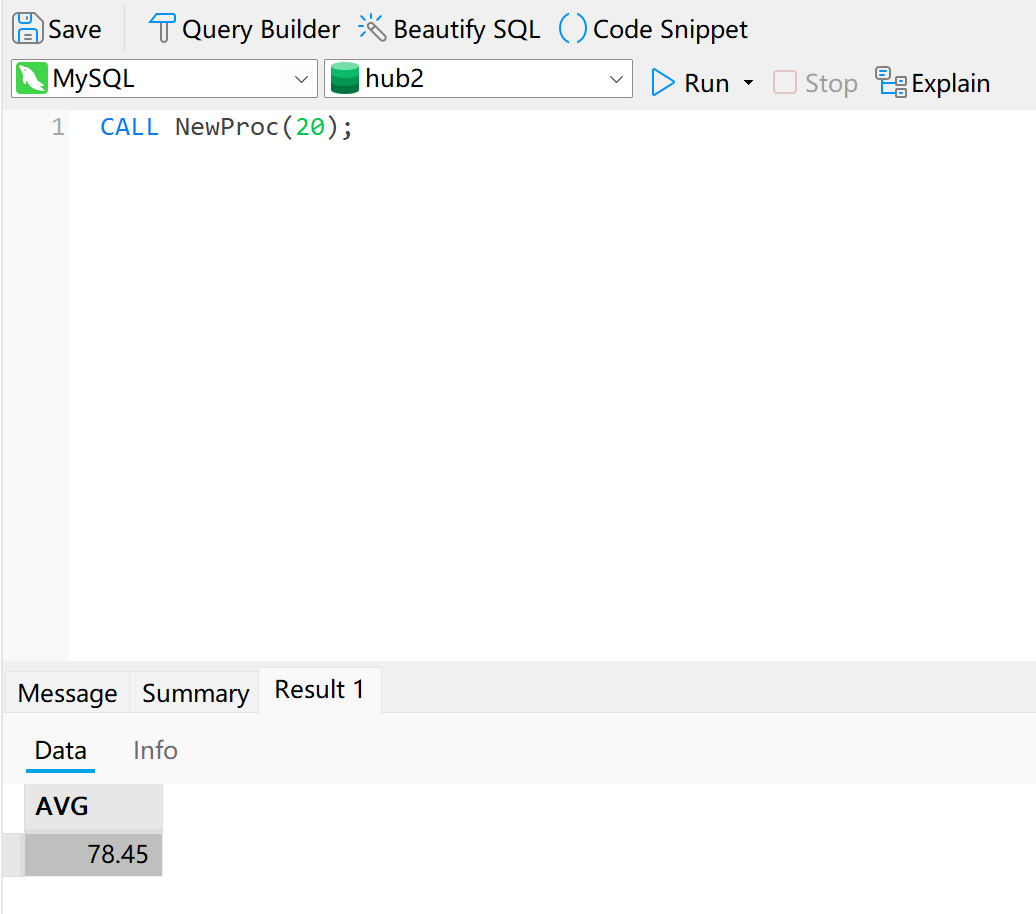 Save Query Builder Beautify SQL Code Snippet
MySQL hub2 Run Stop Explain
1 CALL NewProc(20);
Message Summary Result 1
Data Info
AVG
78.45